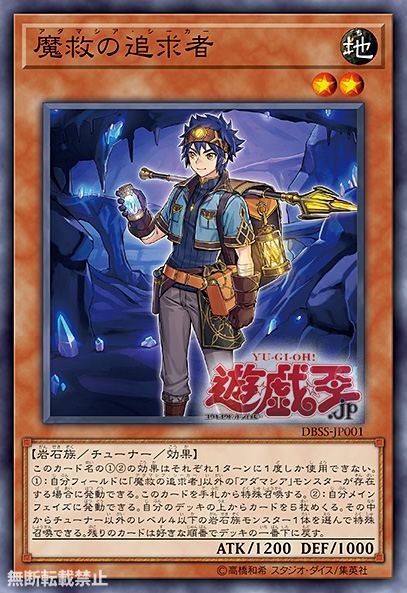 アダマシア・シーカー
魔救の追求者
地
YU-GI-OH!
遊戯王
.jp
DBSS-JP001
【岩石族／チューナー／効果】
このカード名の①②の効果はそれぞれ1ターンに1度しか使用できない。
①：自分フィールドに「魔救の追求者」以外の「アダマシア」モンスターが存在
する場合に発動できる。このカードを手札から特殊召喚する。②：自分メイン
フェイズに発動できる。自分のデッキの上からカードを5枚めくる。その中
からチューナー以外のレベル4以下の岩石族モンスター1体を選んで特殊
召喚できる。残りのカードは好きな順番でデッキの一番下に戻す。
ATK/1200 DEF/1000
無断転載禁止
©高橋和希 スタジオ・ダイス/集英社